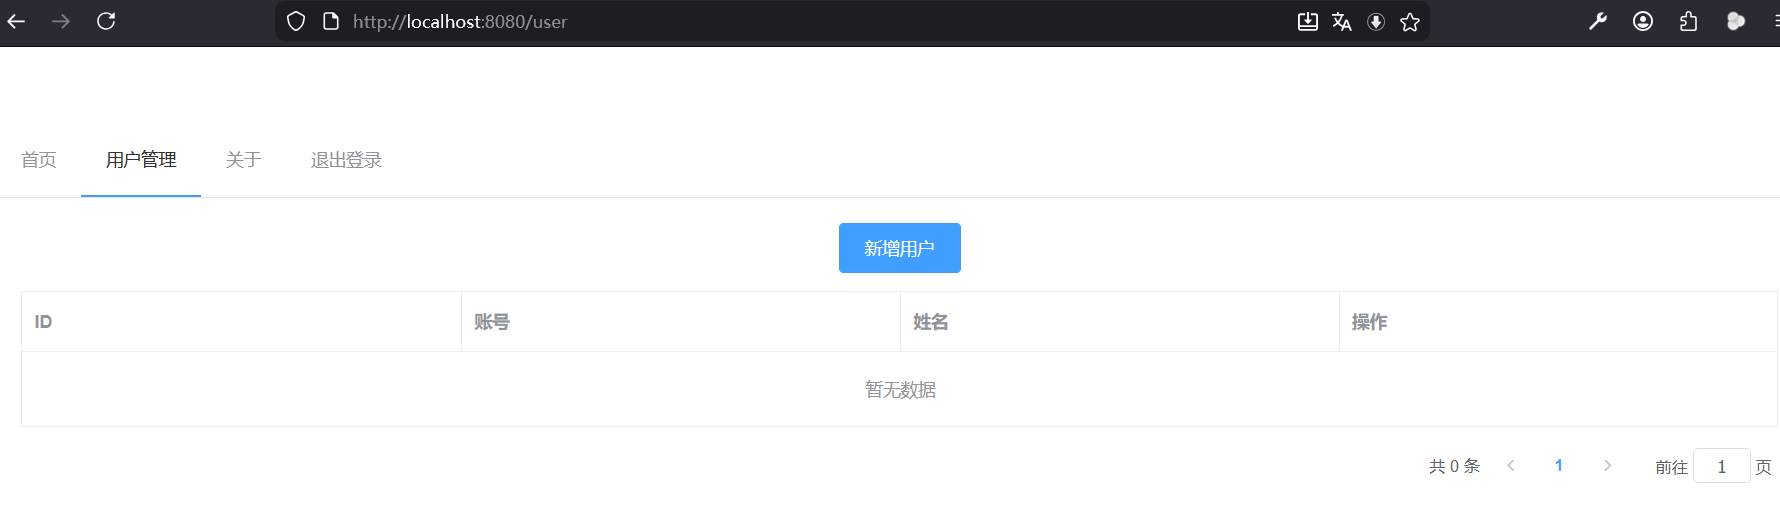 http://localhost:8080/user
首页 用户管理 关于 退出登录
新增用户
ID 账号 姓名 操作
暂无数据
共 0 条 1 前往 1 页